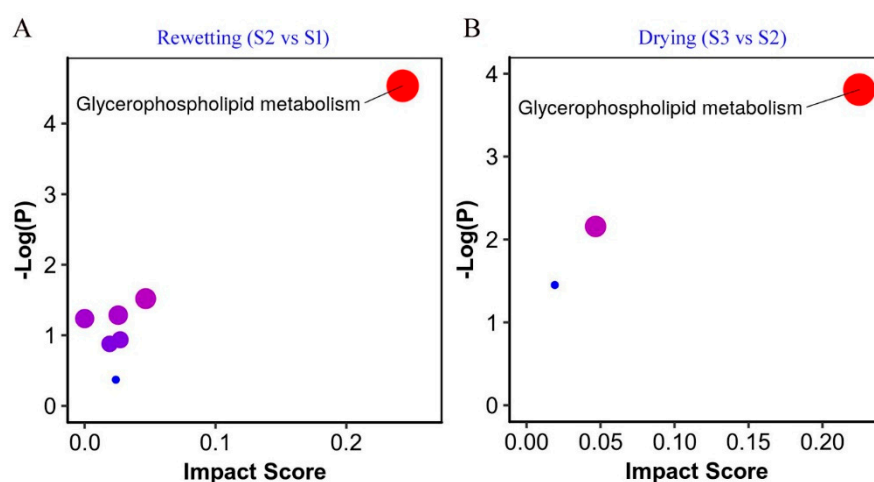 A
Rewetting (S2 vs S1)
Glycerophospholipid metabolism
-Log(P)
4
3
2
1
0
0.0 0.1 0.2
Impact Score
B
Drying (S3 vs S2)
Glycerophospholipid metabolism
-Log(P)
4
3
2
1
0
0.00 0.05 0.10 0.15 0.20
Impact Score